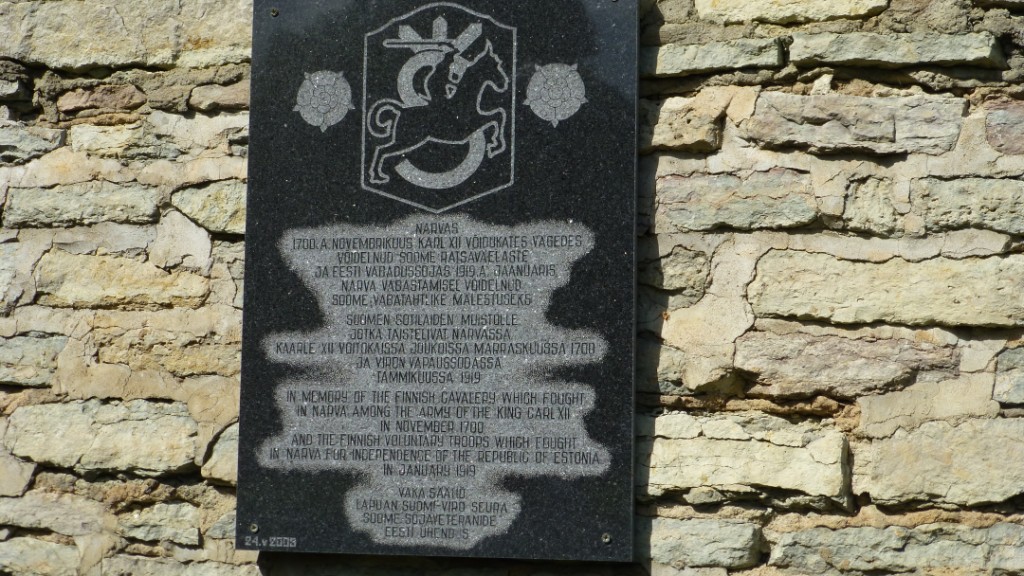 NARVAS
1700.A. NOVEMBRIKUUS KARL XII VÕIDUKATES VÄGEDES
VÕIDELNUD SOOME RATSAVÄELASTE
JA EESTI VABADUSSÕJAS 1919.A. JAANUARIS
NARVA VABASTAMISEL VÕIDELNUD
SOOME VABATAHTLIKE MÄLESTUSEKS
SUOMEN SOTILAIDEN MUISTOLLE
JOTKA TAISTELIVAT NARVASSA
KAARLE XII VOITOKAISSA JOUKOISSA MARRASKUUSSA 1700
JA VIRON VAPAUSSODASSA
TAMMIKUUSSA 1919
IN MEMORY OF THE FINNISH CAVALERY WHICH FOUGHT
IN NARVA AMONG THE ARMY OF THE KING CARL XII
IN NOVEMBER 1700
AND THE FINNISH VOLUNTARY TROOPS WHICH FOUGHT
IN NARVA FOR INDEPENDENCE OF THE REPUBLIC OF ESTONIA
IN JANUARY 1919
VAKA SAALIO
LAPUAN SUOMI-VIRO SEURA
SOOME SÕJAVETERANIDE
EESTI ÜHENDUS
24.V 2003